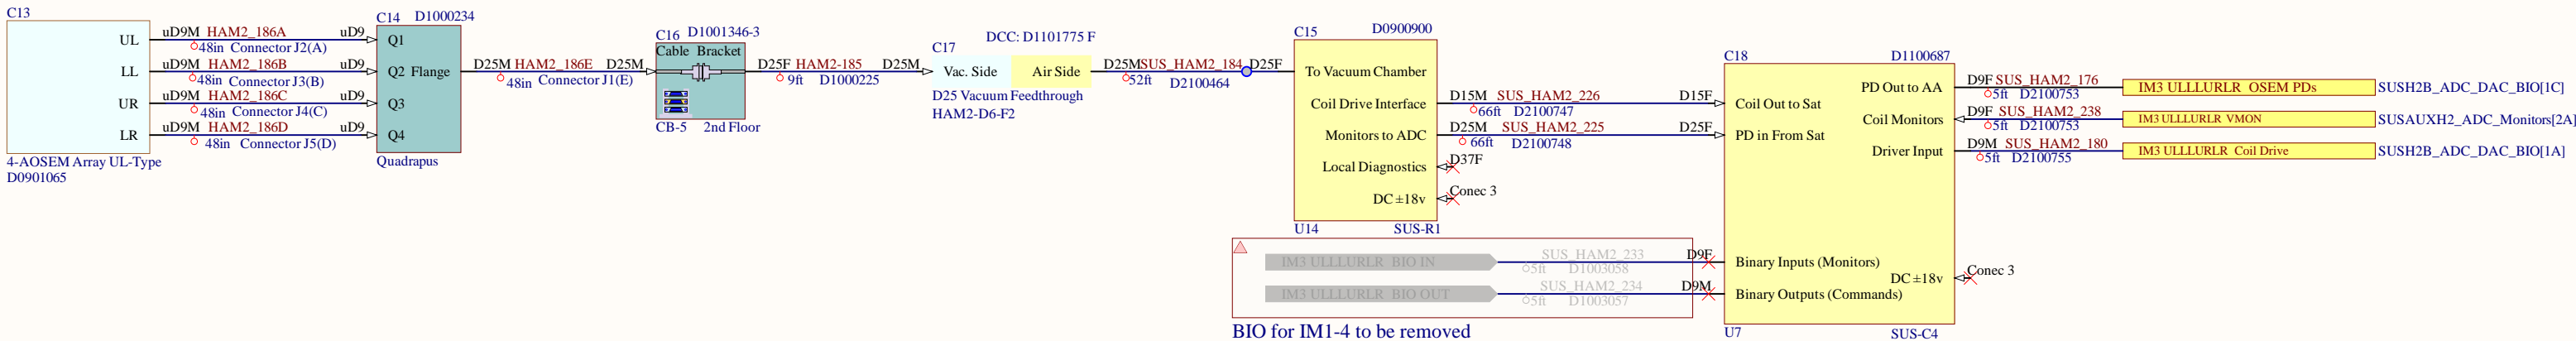 C13
UL
LL
UR
LR
4-AOSEM Array UL-Type
D0901065
uD9M HAM2_186A uD9
48in Connector J2(A)
uD9M HAM2_186B uD9
48in Connector J3(B)
uD9M HAM2_186C uD9
48in Connector J4(C)
uD9M HAM2_186D uD9
48in Connector J5(D)
C14 D1000234
Q1
Q2 Flange
Q3
Q4
Quadrapus
D25M HAM2_186E D25M
48in Connector J1(E)
C16 D1001346-3
Cable Bracket
CB-5 2nd Floor
D25F HAM2-185 D25M
9ft D1000225
DCC: D1101775 F
C17
Vac. Side Air Side
D25 Vacuum Feedthrough
HAM2-D6-F2
D25M SUS_HAM2_184 D25F
52ft D2100464
C15 D0900900
To Vacuum Chamber
Coil Drive Interface
Monitors to ADC
Local Diagnostics
DC ±18v
U14 SUS-R1
D15M SUS_HAM2_226 D15F
66ft D2100747
D25M SUS_HAM2_225 D25F
66ft D2100748
D37F
Conec 3
IM3 ULLLURLR BIO IN
SUS_HAM2_233 D9F
5ft D1003058
IM3 ULLLURLR BIO OUT
SUS_HAM2_234 D9M
5ft D1003057
BIO for IM1-4 to be removed
C18 D1100687
PD Out to AA
Coil Out to Sat
Coil Monitors
PD in From Sat
Driver Input
Binary Inputs (Monitors)
DC ±18v
Binary Outputs (Commands)
U7 SUS-C4
Conec 3
D9F SUS_HAM2_176
5ft D2100753
IM3 ULLLURLR OSEM PDs
SUSH2B_ADC_DAC_BIO[1C]
D9F SUS_HAM2_238
5ft D2100753
IM3 ULLLURLR VMON
SUSAUXH2_ADC_Monitors[2A]
D9M SUS_HAM2_180
5ft D2100755
IM3 ULLLURLR Coil Drive
SUSH2B_ADC_DAC_BIO[1A]